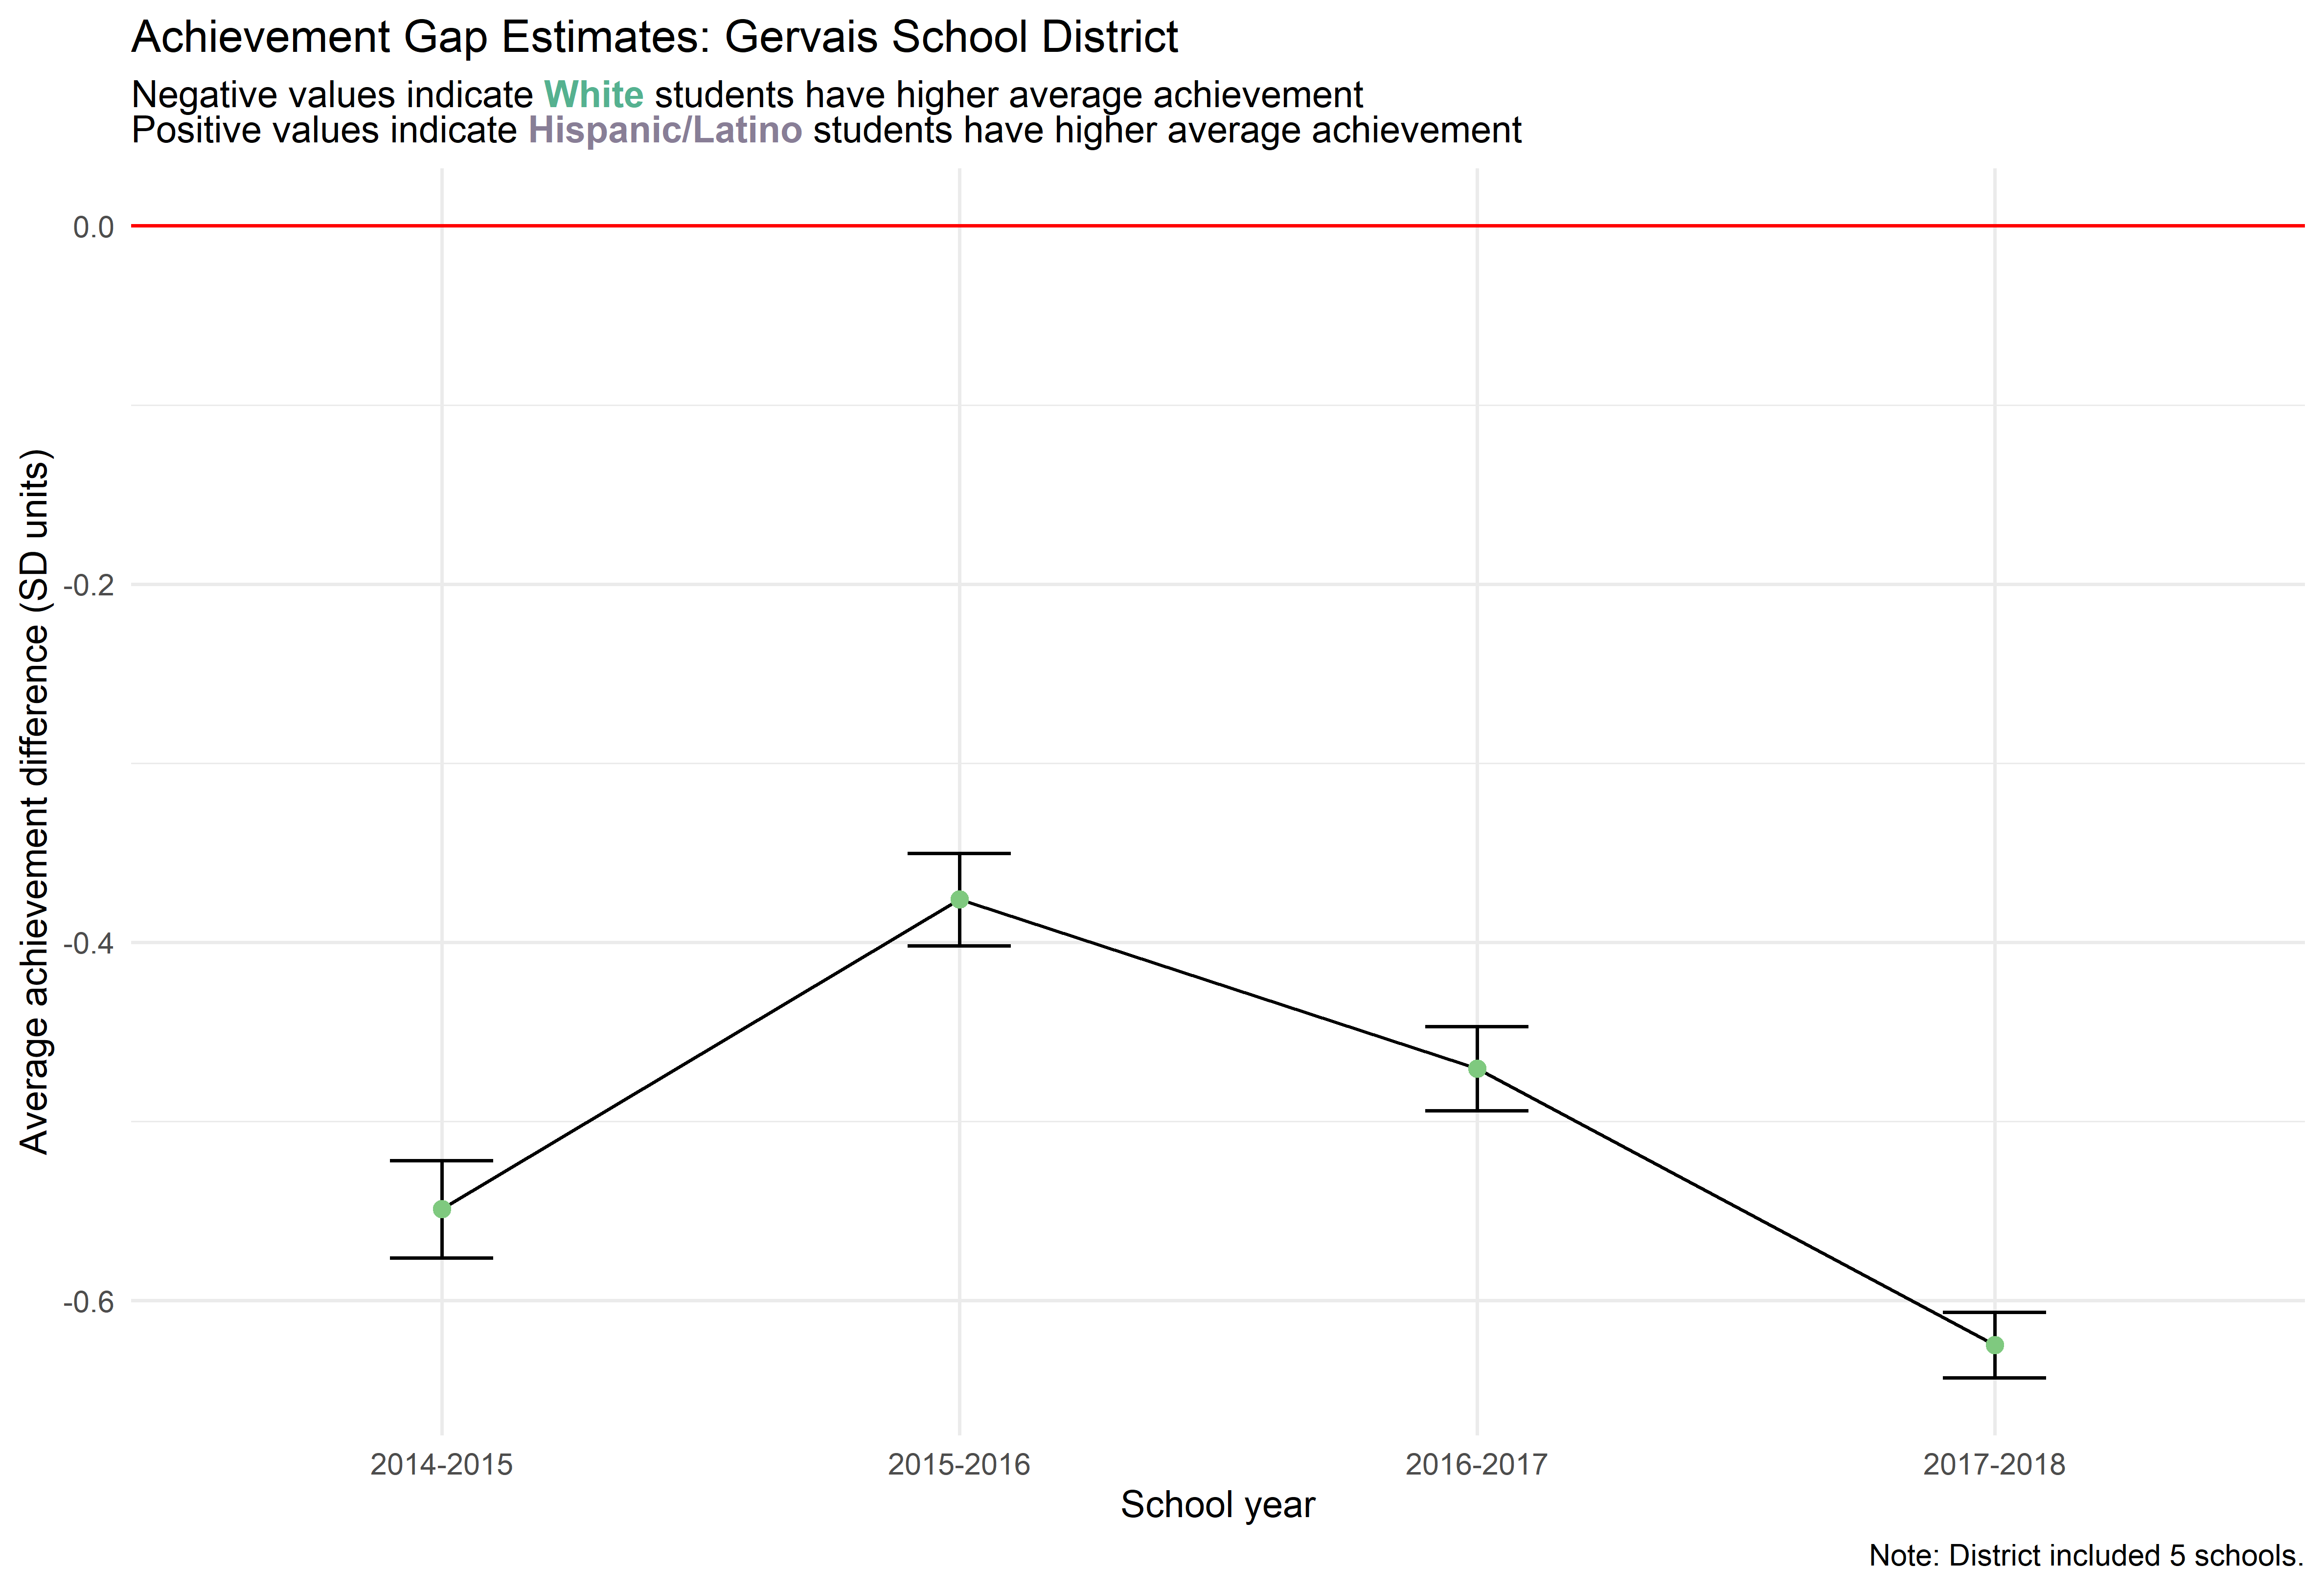 Achievement Gap Estimates: Gervais School District
Negative values indicate White students have higher average achievement
Positive values indicate Hispanic/Latino students have higher average achievement
Average achievement difference (SD units)
0.0
-0.2
-0.4
-0.6
2014-2015
2015-2016
2016-2017
2017-2018
School year
Note: District included 5 schools.